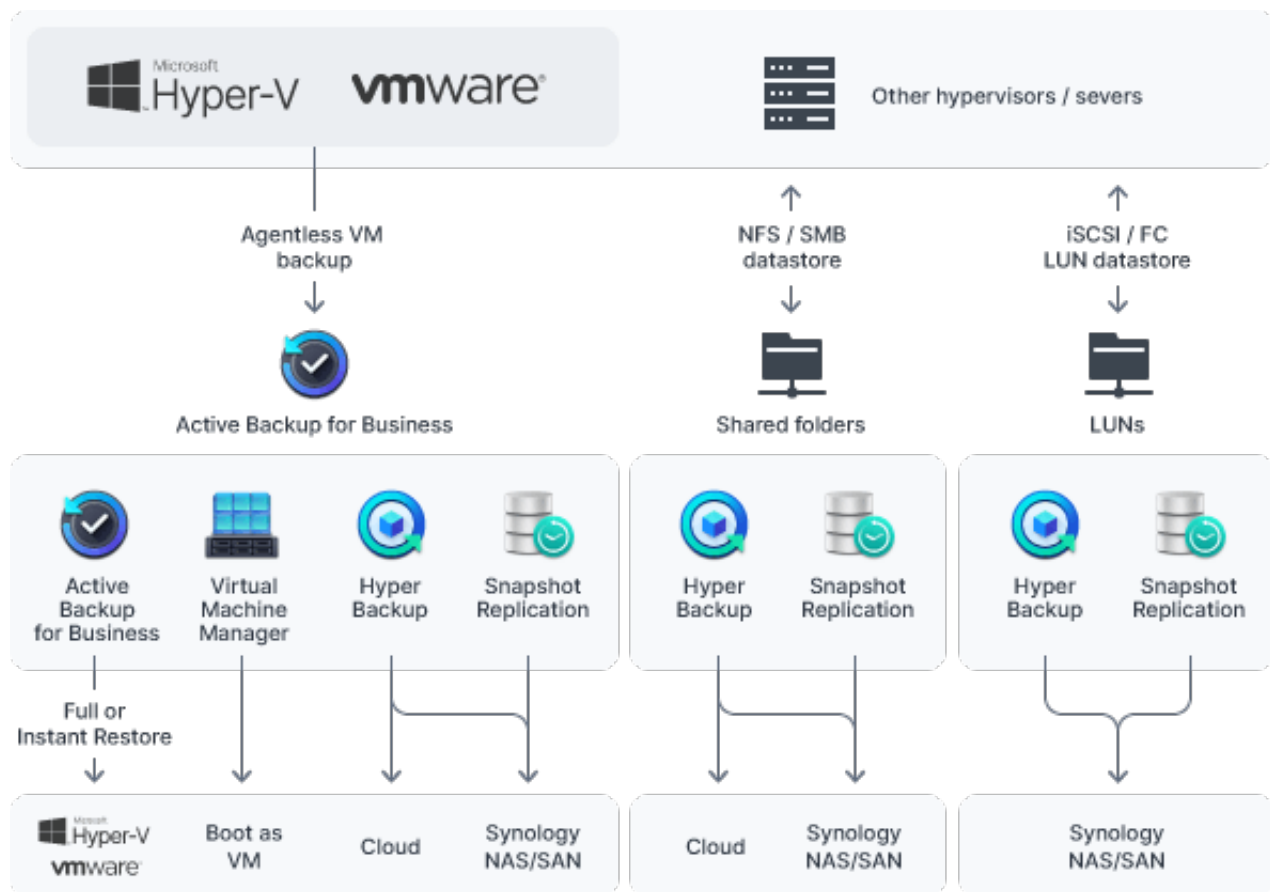 Microsoft
Hyper-V
vmware®
Other hypervisors / severs
Agentless VM
backup
NFS / SMB
datastore
iSCSI / FC
LUN datastore
Active Backup for Business
Shared folders
LUNs
Active
Backup
for Business
Virtual
Machine
Manager
Hyper
Backup
Snapshot
Replication
Hyper
Backup
Snapshot
Replication
Hyper
Backup
Snapshot
Replication
Full or
Instant Restore
Microsoft
Hyper-V
vmware
Boot as
VM
Cloud
Synology
NAS/SAN
Cloud
Synology
NAS/SAN
Synology
NAS/SAN